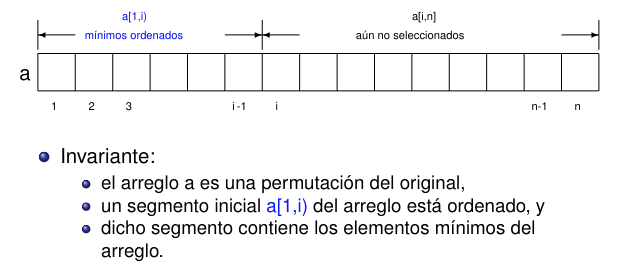 a[1,i)
a[i,n]
mínimos ordenados
aún no seleccionados
a
1 2 3 i-1 i n-1 n
Invariante:
el arreglo a es una permutación del original,
un segmento inicial a[1,i) del arreglo está ordenado, y
dicho segmento contiene los elementos mínimos del
arreglo.